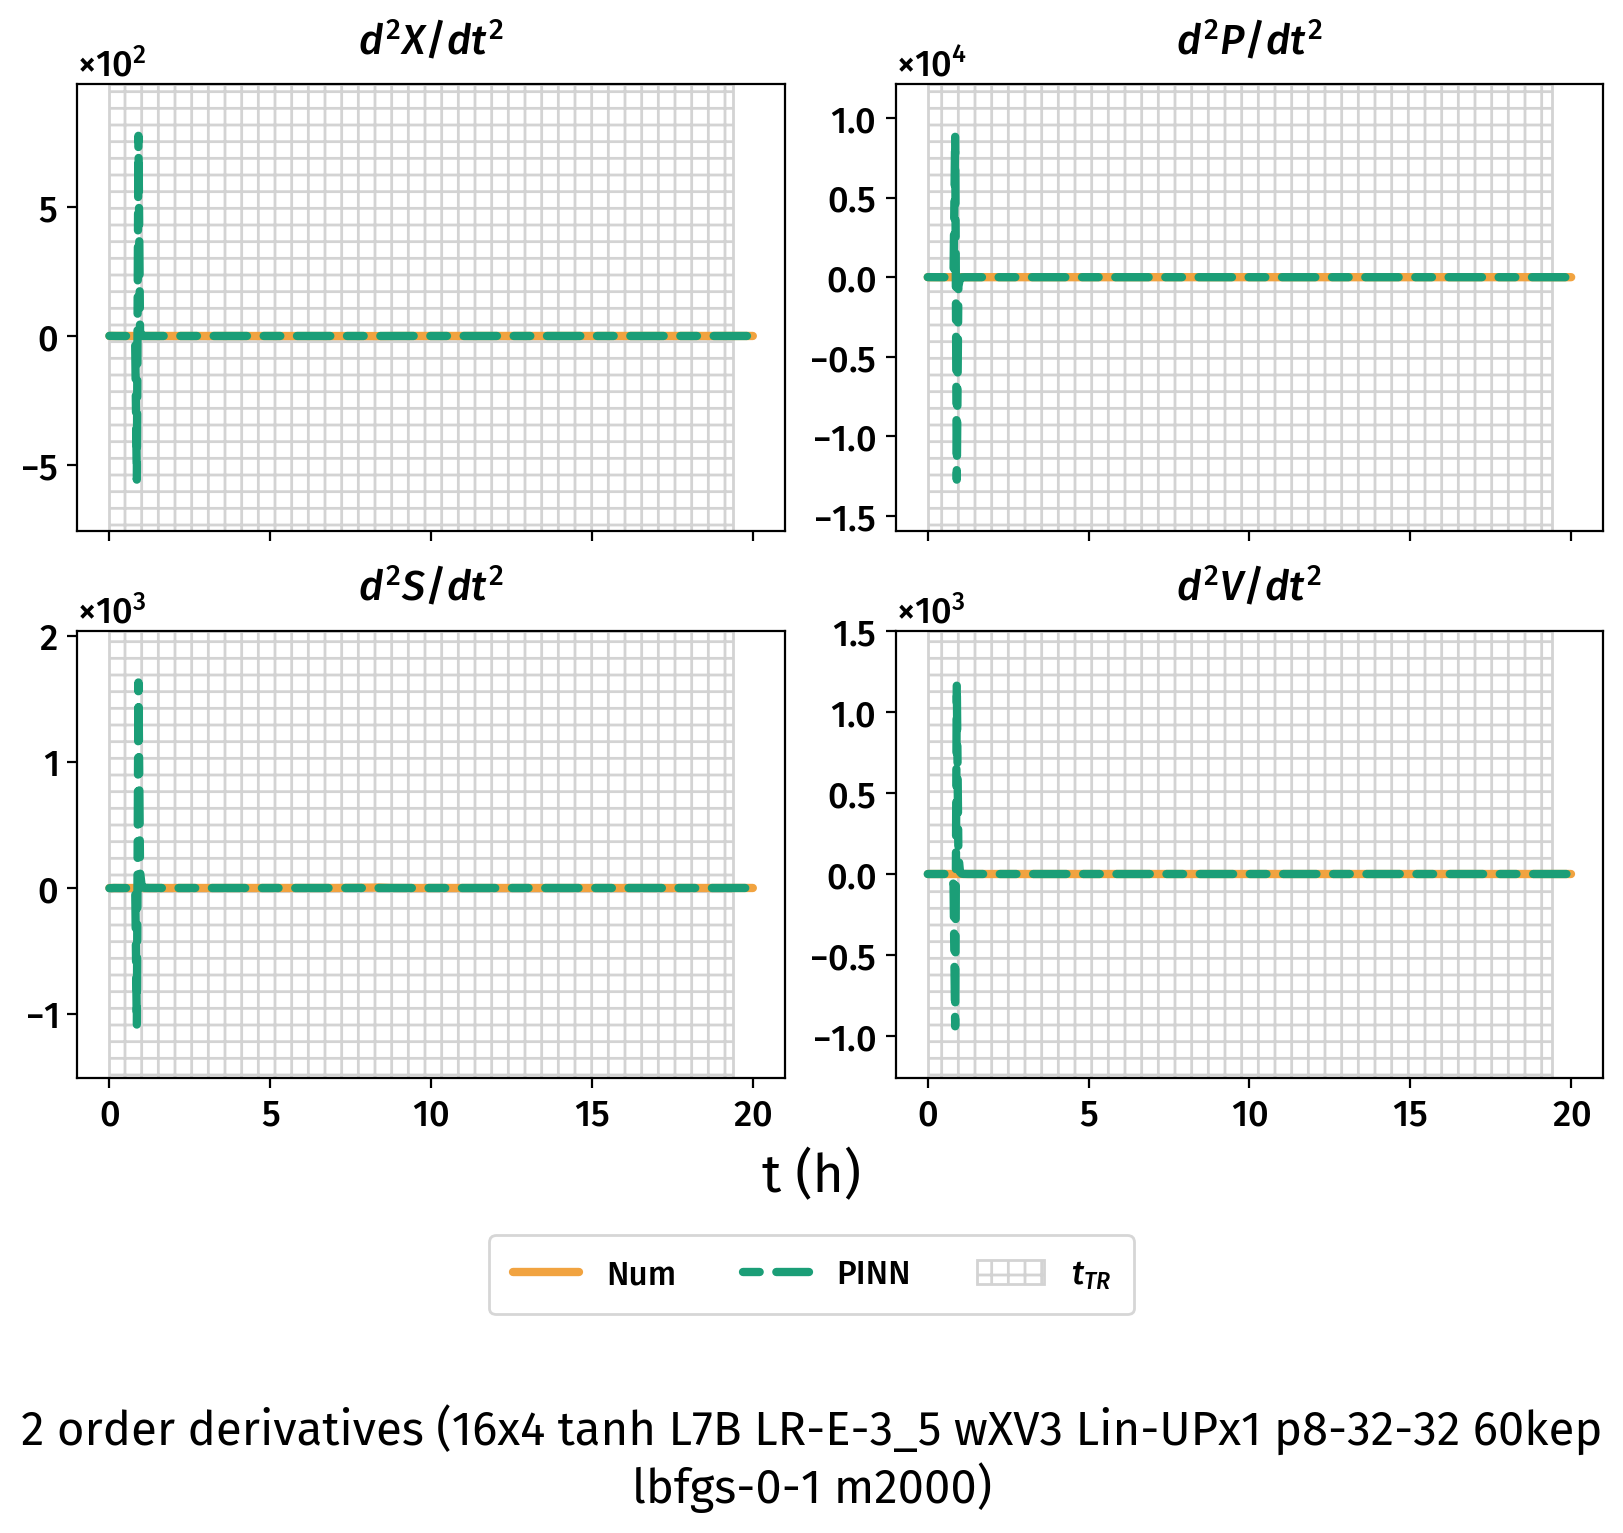 d²X/dt²
×10²
5
0
−5
d²P/dt²
×10⁴
1.0
0.5
0.0
−0.5
−1.0
−1.5
d²S/dt²
×10³
2
1
0
−1
0 5 10 15 20
d²V/dt²
×10³
1.5
1.0
0.5
0.0
−0.5
−1.0
0 5 10 15 20
t (h)
Num PINN t_TR
2 order derivatives (16x4 tanh L7B LR-E-3_5 wXV3 Lin-UPx1 p8-32-32 60kep
lbfgs-0-1 m2000)